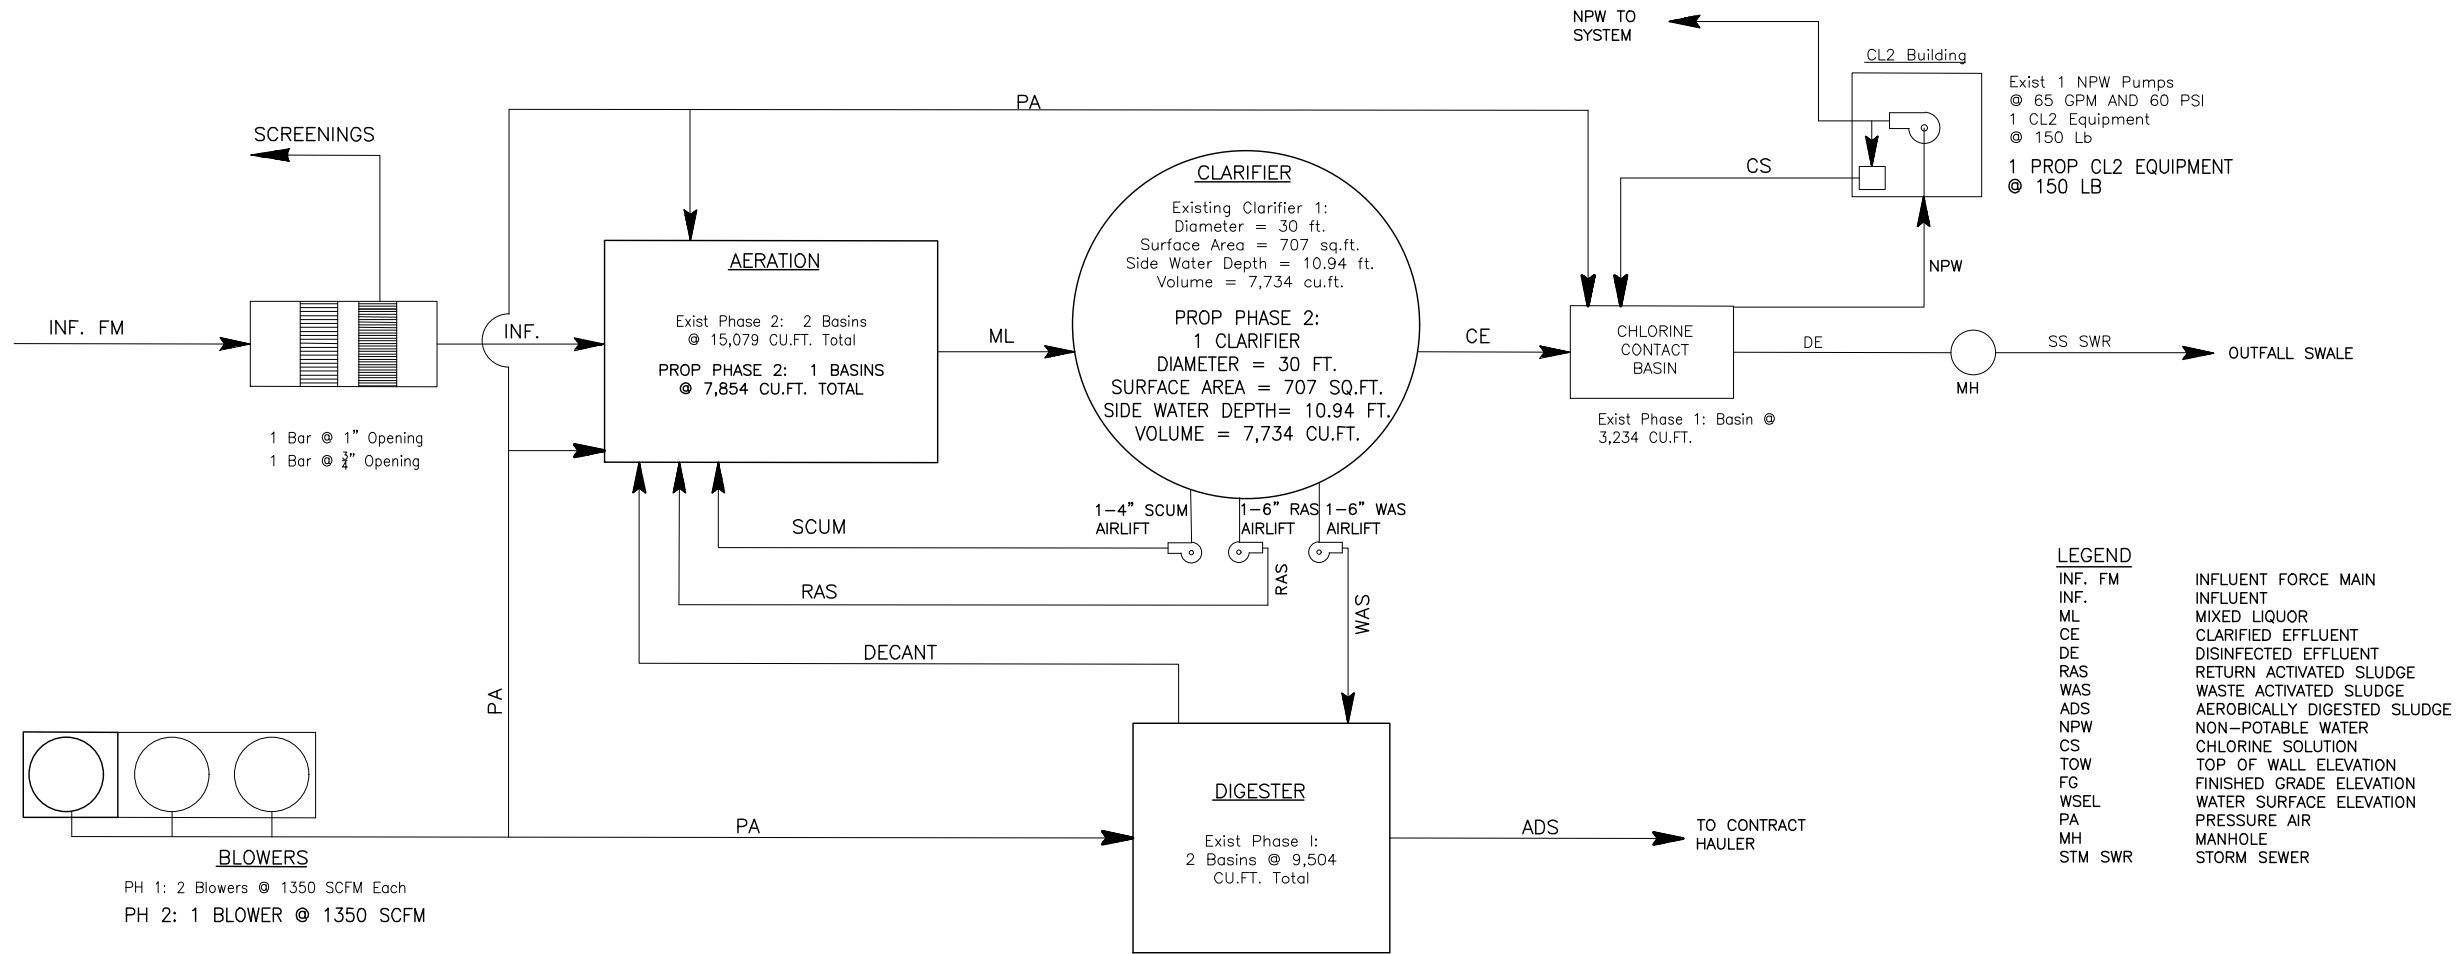 NPW TO
SYSTEM
CL2 Building
Exist 1 NPW Pumps
@ 65 GPM AND 60 PSI
1 CL2 Equipment
@ 150 Lb
1 PROP CL2 EQUIPMENT
@ 150 LB
PA
SCREENINGS
CS
NPW
INF. FM
INF.
1 Bar @ 1" Opening
1 Bar @ 3/4" Opening
AERATION
Exist Phase 2: 2 Basins
@ 15,079 CU.FT. Total
PROP PHASE 2: 1 BASINS
@ 7,854 CU.FT. TOTAL
ML
CLARIFIER
Existing Clarifier 1:
Diameter = 30 ft.
Surface Area = 707 sq.ft.
Side Water Depth = 10.94 ft.
Volume = 7,734 cu.ft.
PROP PHASE 2:
1 CLARIFIER
DIAMETER = 30 FT.
SURFACE AREA = 707 SQ.FT.
SIDE WATER DEPTH= 10.94 FT.
VOLUME = 7,734 CU.FT.
CE
CHLORINE
CONTACT
BASIN
Exist Phase 1: Basin @
3,234 CU.FT.
DE
MH
SS SWR
OUTFALL SWALE
1-4" SCUM
AIRLIFT
1-6" RAS
AIRLIFT
1-6" WAS
AIRLIFT
SCUM
RAS
RAS
WAS
DECANT
PA
BLOWERS
PH 1: 2 Blowers @ 1350 SCFM Each
PH 2: 1 BLOWER @ 1350 SCFM
PA
DIGESTER
Exist Phase I:
2 Basins @ 9,504
CU.FT. Total
ADS
TO CONTRACT
HAULER
LEGEND
INF. FM INFLUENT FORCE MAIN
INF. INFLUENT
ML MIXED LIQUOR
CE CLARIFIED EFFLUENT
DE DISINFECTED EFFLUENT
RAS RETURN ACTIVATED SLUDGE
WAS WASTE ACTIVATED SLUDGE
ADS AEROBICALLY DIGESTED SLUDGE
NPW NON-POTABLE WATER
CS CHLORINE SOLUTION
TOW TOP OF WALL ELEVATION
FG FINISHED GRADE ELEVATION
WSEL WATER SURFACE ELEVATION
PA PRESSURE AIR
MH MANHOLE
STM SWR STORM SEWER